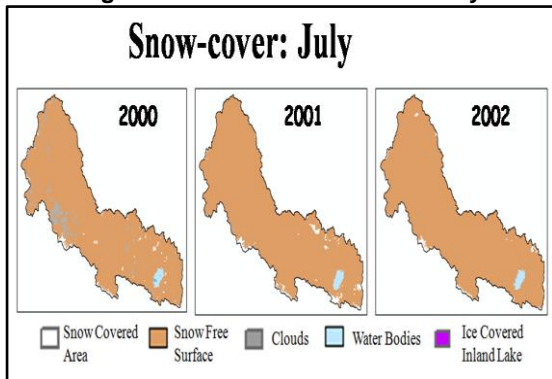 Snow-cover: July
2000
2001
2002
Snow Covered
Area
Snow Free
Surface
Clouds
Water Bodies
Ice Covered
Inland Lake